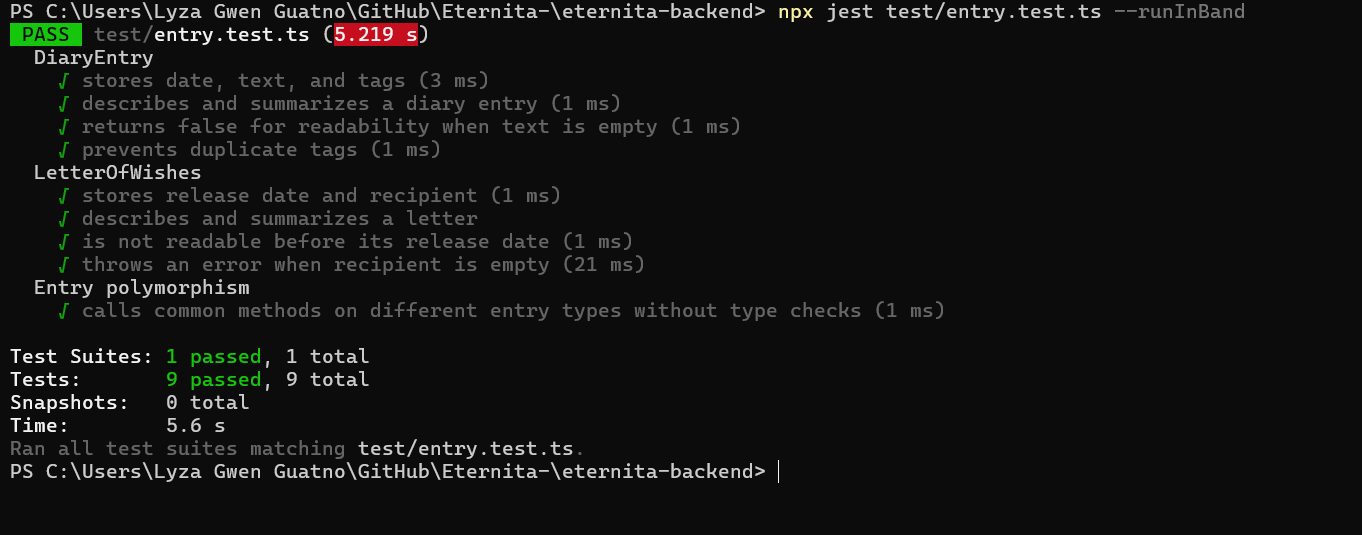 PS C:\Users\Lyza Gwen Guatno\GitHub\Eternita-\eternita-backend> npx jest test/entry.test.ts --runInBand
PASS test/entry.test.ts (5.219 s)
DiaryEntry
√ stores date, text, and tags (3 ms)
√ describes and summarizes a diary entry (1 ms)
√ returns false for readability when text is empty (1 ms)
√ prevents duplicate tags (1 ms)
LetterOfWishes
√ stores release date and recipient (1 ms)
√ describes and summarizes a letter
√ is not readable before its release date (1 ms)
√ throws an error when recipient is empty (21 ms)
Entry polymorphism
√ calls common methods on different entry types without type checks (1 ms)
Test Suites: 1 passed, 1 total
Tests: 9 passed, 9 total
Snapshots: 0 total
Time: 5.6 s
Ran all test suites matching test/entry.test.ts.
PS C:\Users\Lyza Gwen Guatno\GitHub\Eternita-\eternita-backend>